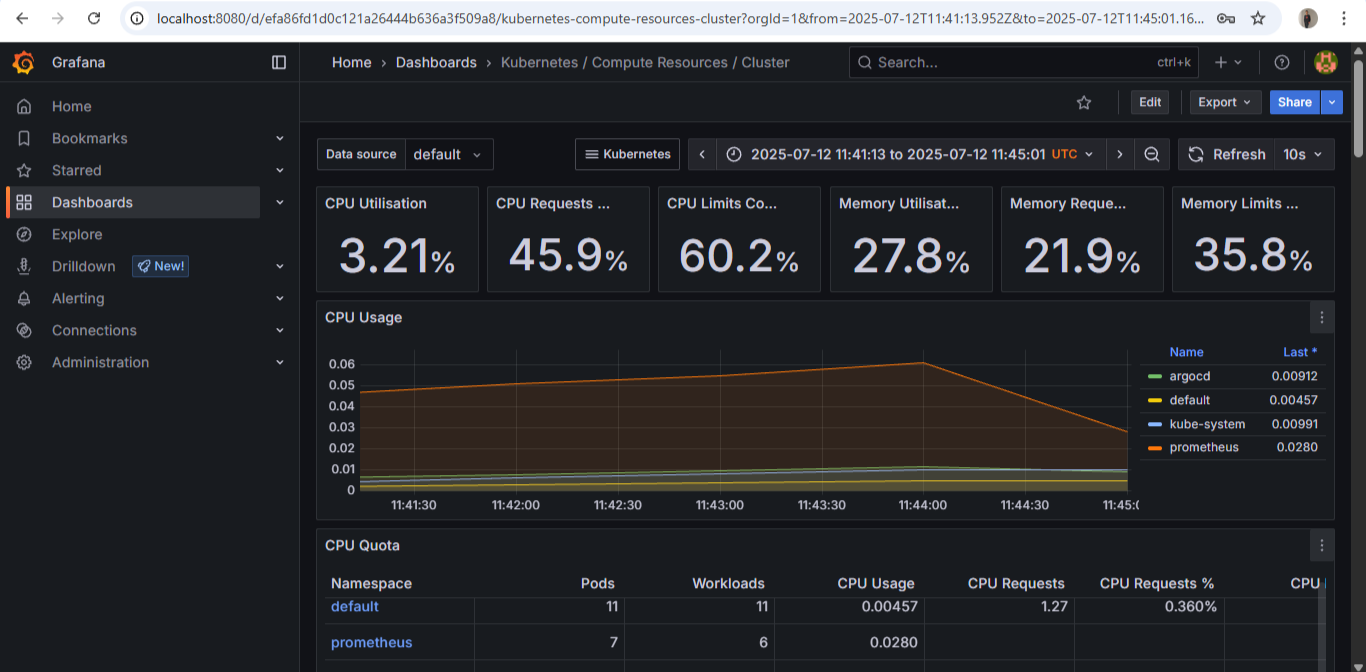 localhost:8080/d/efa86fd1d0c121a26444b636a3f509a8/kubernetes-compute-resources-cluster?orgId=1&from=2025-07-12T11:41:13.952Z&to=2025-07-12T11:45:01.16...
Grafana
Home › Dashboards › Kubernetes / Compute Resources / Cluster
Search... ctrl+k
Home
Bookmarks
Starred
Dashboards
Explore
Drilldown New!
Alerting
Connections
Administration
Edit Export Share
Data source default
Kubernetes
2025-07-12 11:41:13 to 2025-07-12 11:45:01 UTC
Refresh 10s
CPU Utilisation
3.21%
CPU Requests ...
45.9%
CPU Limits Co...
60.2%
Memory Utilisat...
27.8%
Memory Reque...
21.9%
Memory Limits ...
35.8%
CPU Usage
0.06
0.05
0.04
0.03
0.02
0.01
0
11:41:30 11:42:00 11:42:30 11:43:00 11:43:30 11:44:00 11:44:30 11:45:0
Name Last *
argocd 0.00912
default 0.00457
kube-system 0.00991
prometheus 0.0280
CPU Quota
Namespace Pods Workloads CPU Usage CPU Requests CPU Requests % CPU
default 11 11 0.00457 1.27 0.360%
prometheus 7 6 0.0280